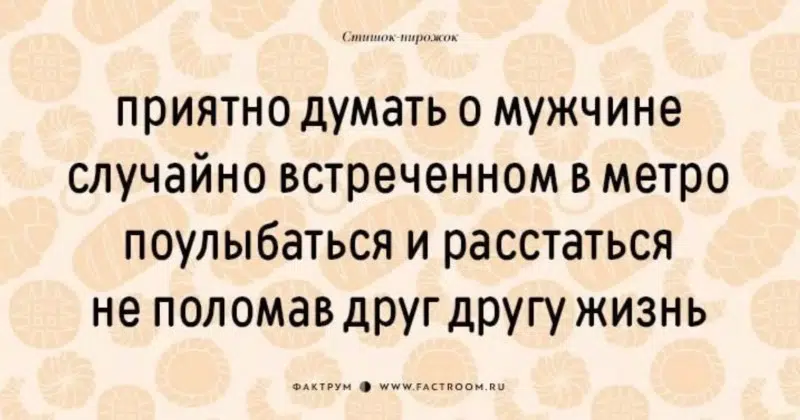 Стишок-пирожок
приятно думать о мужчине
случайно встреченном в метро
поулыбаться и расстаться
не поломав друг другу жизнь
ФАКТРУМ WWW.FACTROOM.RU